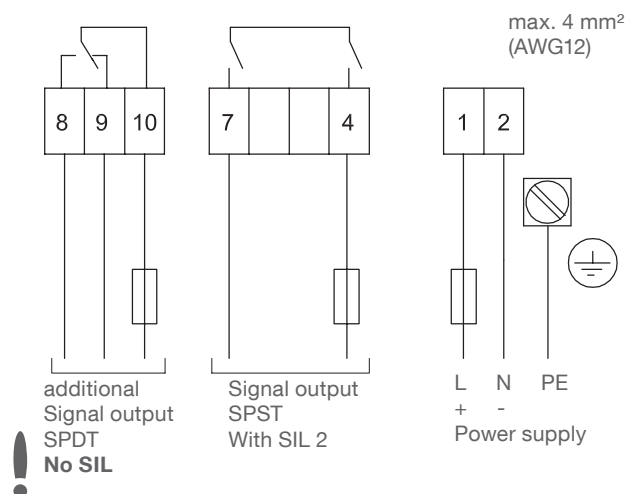 max. 4 mm²
(AWG12)
8 9 10 7 4 1 2
additional
Signal output
SPDT
No SIL
Signal output
SPST
With SIL 2
L N PE
+ -
Power supply